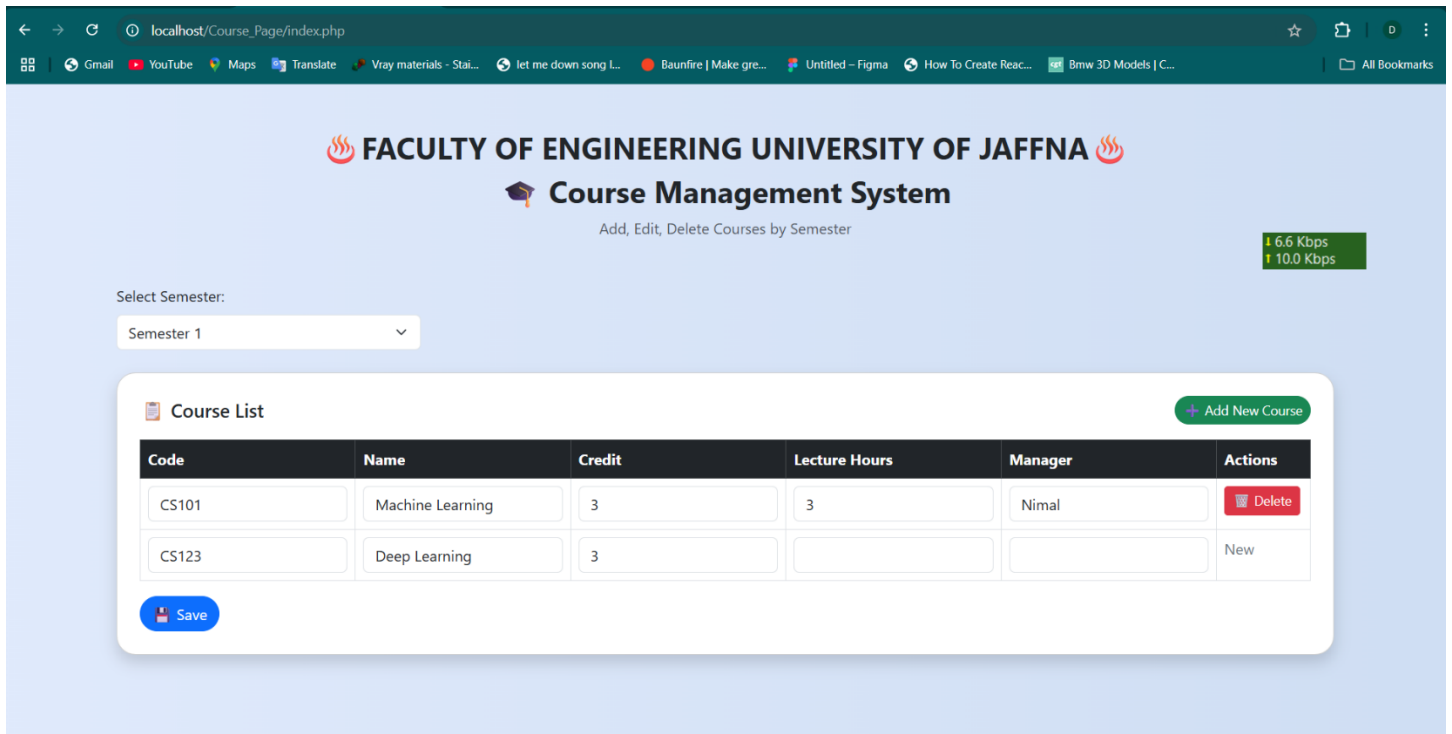 localhost/Course_Page/index.php
D
Gmail YouTube Maps Translate Vray materials - Stai... let me down song l... Baunfire | Make gre... Untitled – Figma How To Create Reac... Bmw 3D Models | C... All Bookmarks
♨️ FACULTY OF ENGINEERING UNIVERSITY OF JAFFNA ♨️
🎓 Course Management System
Add, Edit, Delete Courses by Semester
↓ 6.6 Kbps
↑ 10.0 Kbps
Select Semester:
Semester 1
📋 Course List ➕ Add New Course
Code Name Credit Lecture Hours Manager Actions
CS101 Machine Learning 3 3 Nimal 🗑️ Delete
CS123 Deep Learning 3 New
💾 Save